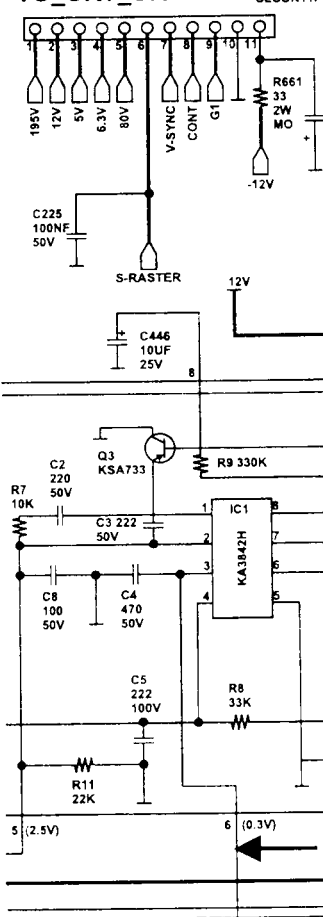 1 2 3 4 5 6 7 8 9 10 11
195V
12V
5V
6.3V
80V
V-SYNC
CONT
G1
R661
33
2W
MO
+
-12V
C225
100NF
50V
S-RASTER
12V
+
C446
10UF
25V
8
Q3
KSA733
R9 330K
C2
220
50V
R7
10K
C3 222
50V
IC1
KA3842H
1
2
3
4
8
7
6
5
C8
100
50V
C4
470
50V
C5
222
100V
R8
33K
R11
22K
5 (2.5V)
6 (0.3V)